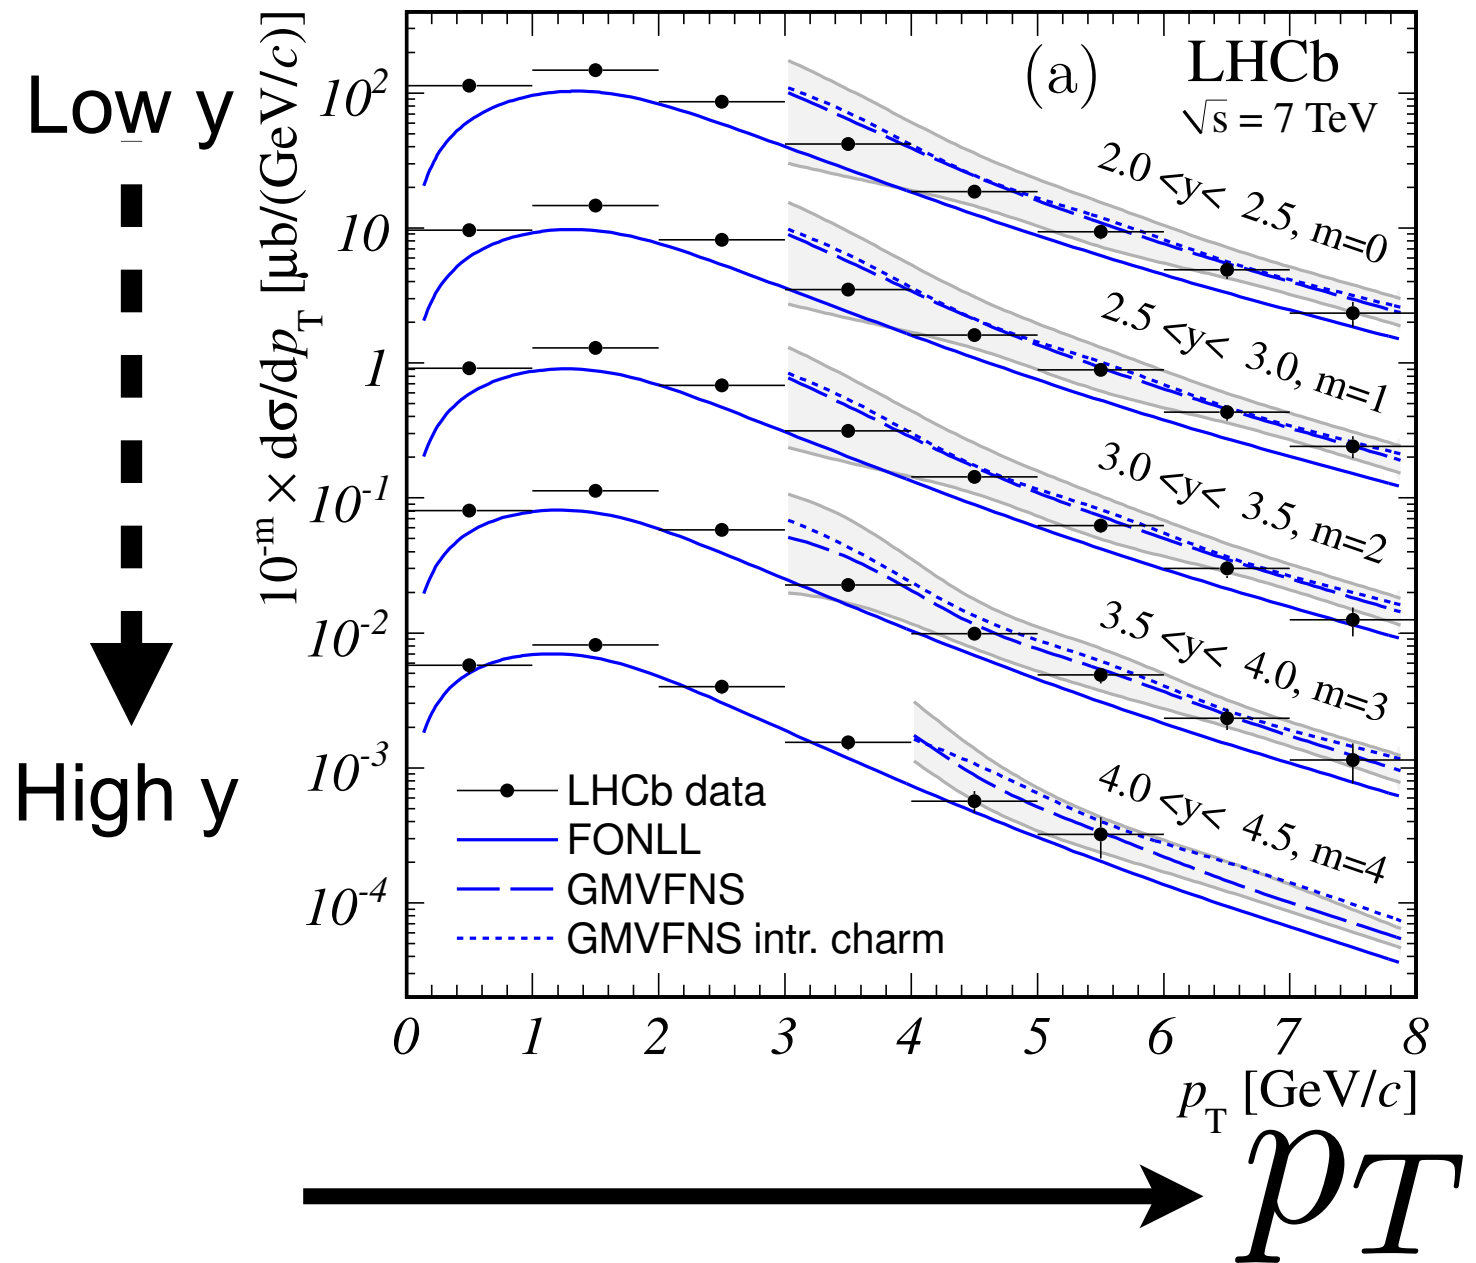 Low y
High y
10^-m × dσ/dp_T [μb/(GeV/c)]
10^2
10
1
10^-1
10^-2
10^-3
10^-4
(a)
LHCb
√s = 7 TeV
2.0 <y< 2.5, m=0
2.5 <y< 3.0, m=1
3.0 <y< 3.5, m=2
3.5 <y< 4.0, m=3
4.0 <y< 4.5, m=4
LHCb data
FONLL
GMVFNS
GMVFNS intr. charm
0 1 2 3 4 5 6 7 8
p_T [GeV/c]
p_T